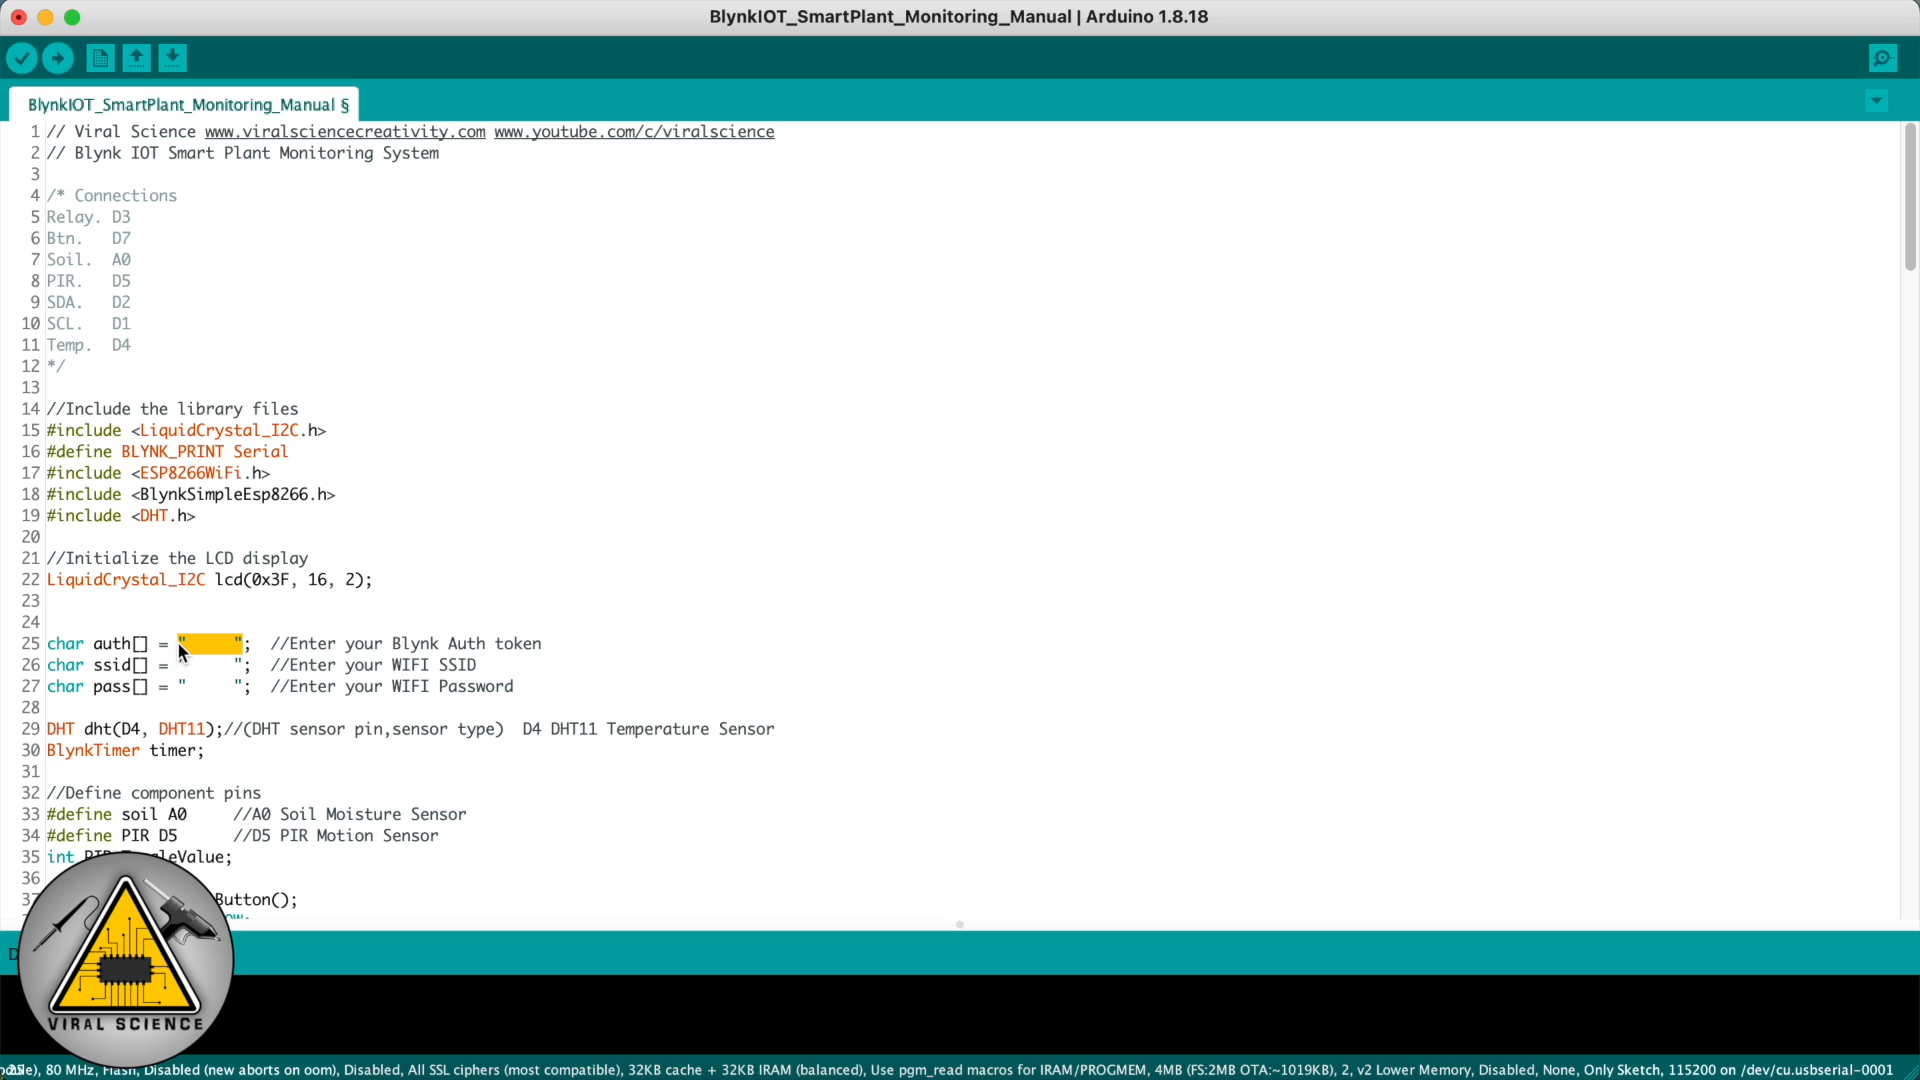 BlynkIOT_SmartPlant_Monitoring_Manual | Arduino 1.8.18
BlynkIOT_SmartPlant_Monitoring_Manual §
1 // Viral Science www.viralsciencecreativity.com www.youtube.com/c/viralscience
2 // Blynk IOT Smart Plant Monitoring System
3
4 /* Connections
5 Relay. D3
6 Btn. D7
7 Soil. A0
8 PIR. D5
9 SDA. D2
10 SCL. D1
11 Temp. D4
12 */
13
14 //Include the library files
15 #include <LiquidCrystal_I2C.h>
16 #define BLYNK_PRINT Serial
17 #include <ESP8266WiFi.h>
18 #include <BlynkSimpleEsp8266.h>
19 #include <DHT.h>
20
21 //Initialize the LCD display
22 LiquidCrystal_I2C lcd(0x3F, 16, 2);
23
24
25 char auth[] = "      ";  //Enter your Blynk Auth token
26 char ssid[] = "      ";  //Enter your WIFI SSID
27 char pass[] = "      ";  //Enter your WIFI Password
28
29 DHT dht(D4, DHT11);//(DHT sensor pin,sensor type)  D4 DHT11 Temperature Sensor
30 BlynkTimer timer;
31
32 //Define component pins
33 #define soil A0     //A0 Soil Moisture Sensor
34 #define PIR D5      //D5 PIR Motion Sensor
35 int
36
Button();
VIRAL SCIENCE
80 MHz, Flash, Disabled (new aborts on oom), Disabled, All SSL ciphers (most compatible), 32KB cache + 32KB IRAM (balanced), Use pgm_read macros for IRAM/PROGMEM, 4MB (FS:2MB OTA:~1019KB), 2, v2 Lower Memory, Disabled, None, Only Sketch, 115200 on /dev/cu.usbserial-0001